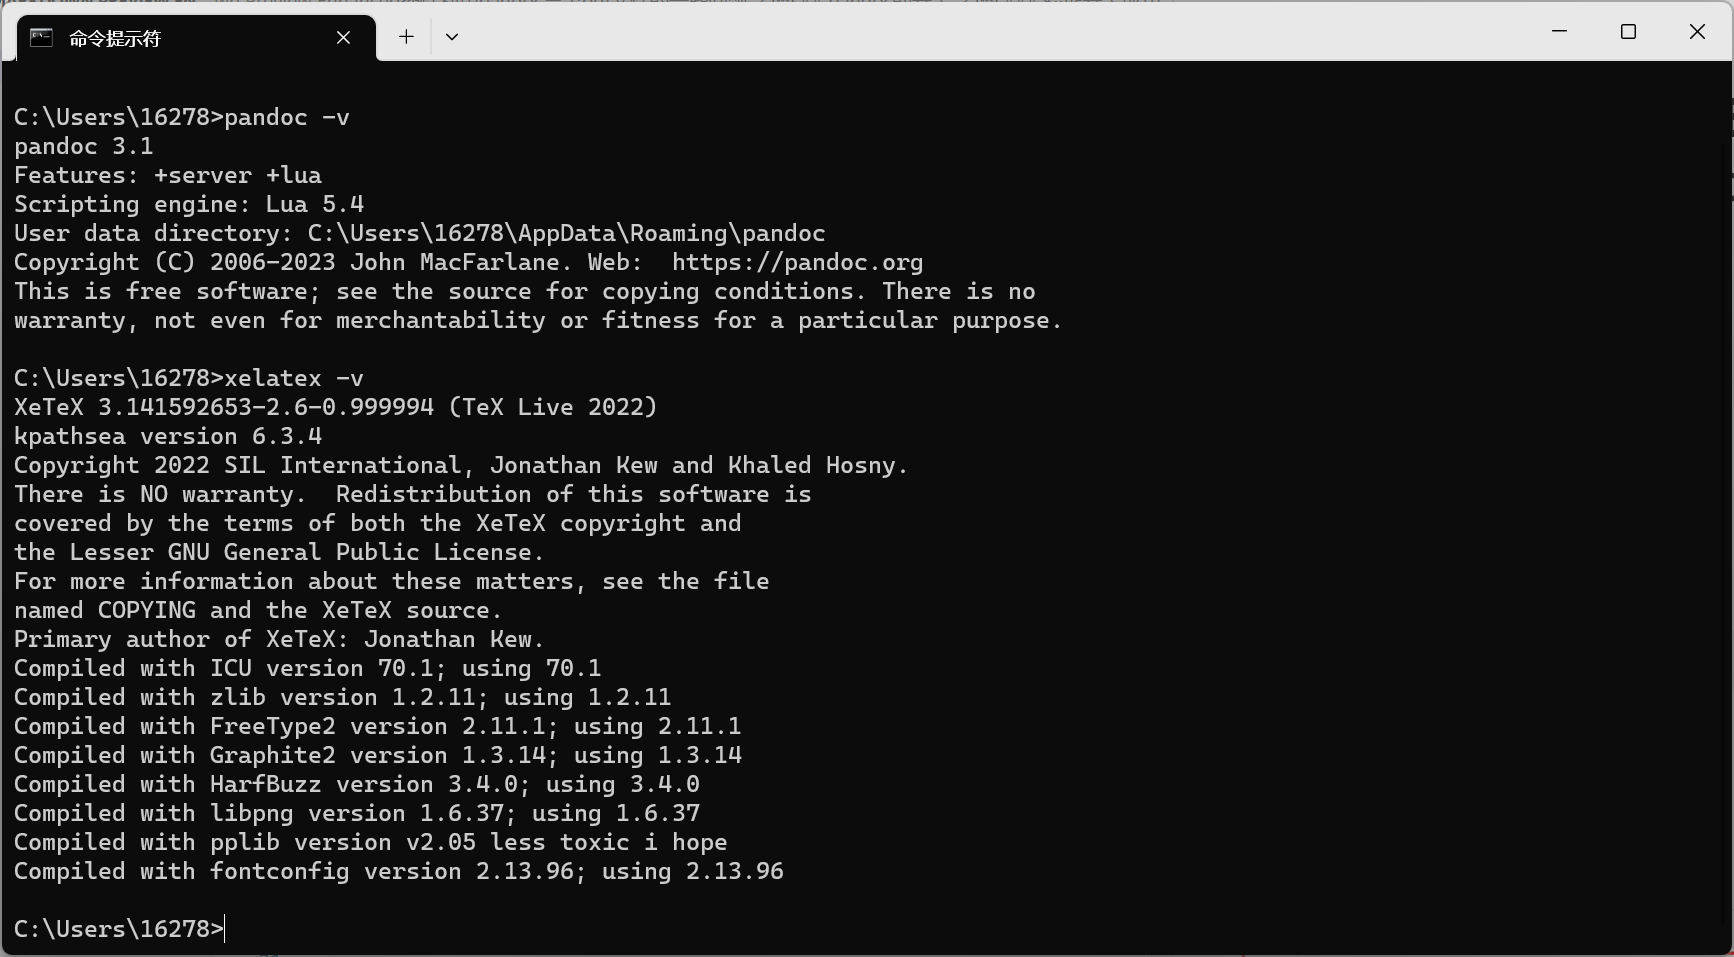 命令提示符
C:\Users\16278>pandoc -v
pandoc 3.1
Features: +server +lua
Scripting engine: Lua 5.4
User data directory: C:\Users\16278\AppData\Roaming\pandoc
Copyright (C) 2006-2023 John MacFarlane. Web:  https://pandoc.org
This is free software; see the source for copying conditions. There is no
warranty, not even for merchantability or fitness for a particular purpose.
C:\Users\16278>xelatex -v
XeTeX 3.141592653-2.6-0.999994 (TeX Live 2022)
kpathsea version 6.3.4
Copyright 2022 SIL International, Jonathan Kew and Khaled Hosny.
There is NO warranty.  Redistribution of this software is
covered by the terms of both the XeTeX copyright and
the Lesser GNU General Public License.
For more information about these matters, see the file
named COPYING and the XeTeX source.
Primary author of XeTeX: Jonathan Kew.
Compiled with ICU version 70.1; using 70.1
Compiled with zlib version 1.2.11; using 1.2.11
Compiled with FreeType2 version 2.11.1; using 2.11.1
Compiled with Graphite2 version 1.3.14; using 1.3.14
Compiled with HarfBuzz version 3.4.0; using 3.4.0
Compiled with libpng version 1.6.37; using 1.6.37
Compiled with pplib version v2.05 less toxic i hope
Compiled with fontconfig version 2.13.96; using 2.13.96
C:\Users\16278>